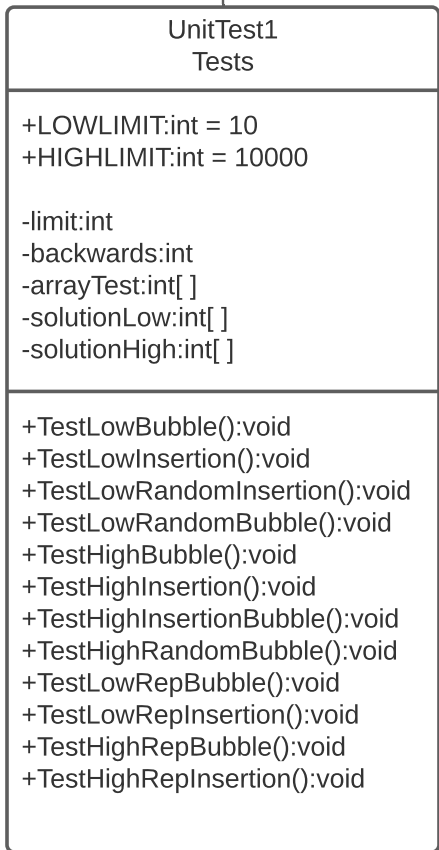 UnitTest1
Tests
+LOWLIMIT:int = 10
+HIGHLIMIT:int = 10000
-limit:int
-backwards:int
-arrayTest:int[ ]
-solutionLow:int[ ]
-solutionHigh:int[ ]
+TestLowBubble():void
+TestLowInsertion():void
+TestLowRandomInsertion():void
+TestLowRandomBubble():void
+TestHighBubble():void
+TestHighInsertion():void
+TestHighInsertionBubble():void
+TestHighRandomBubble():void
+TestLowRepBubble():void
+TestLowRepInsertion():void
+TestHighRepBubble():void
+TestHighRepInsertion():void